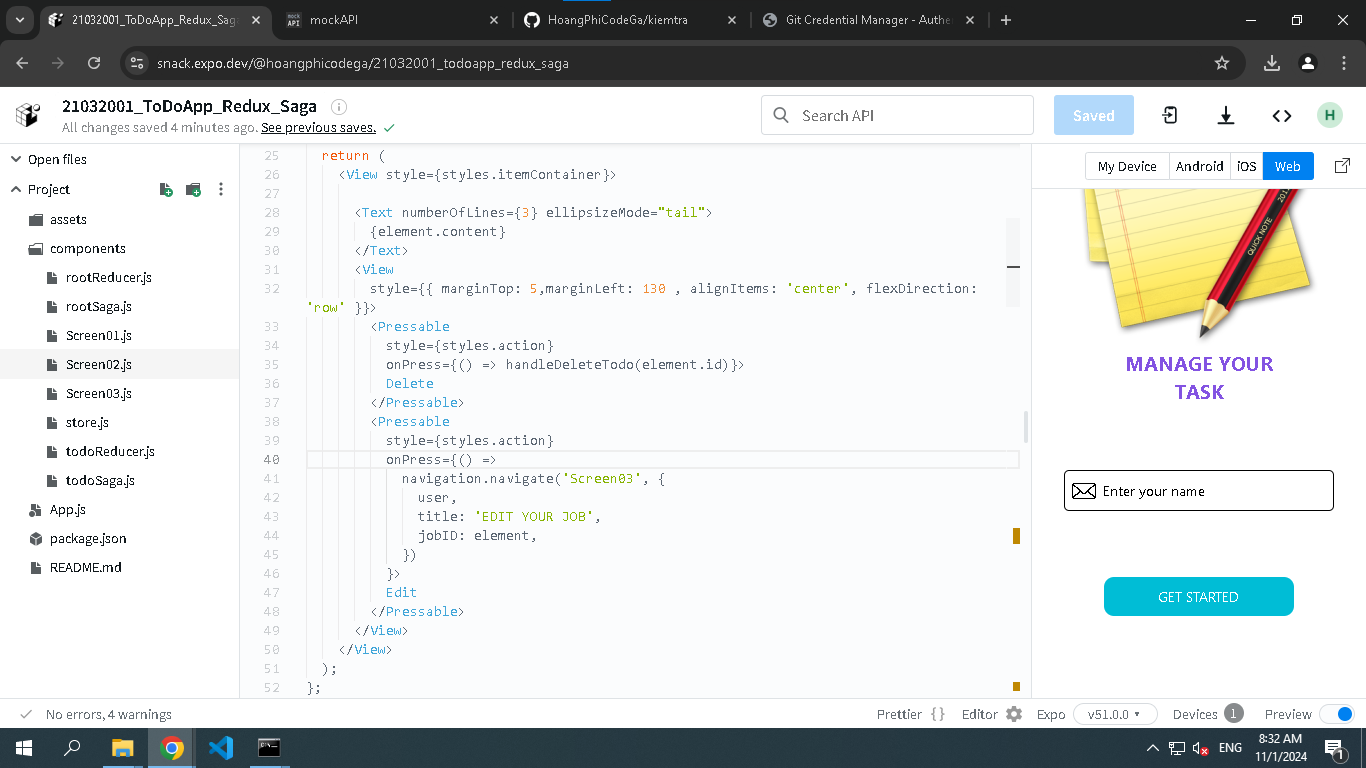 21032001_ToDoApp_Redux_Saga
mock API mockAPI
HoangPhiCodeGa/kiemtra
Git Credential Manager - Authe
snack.expo.dev/@hoangphicodega/21032001_todoapp_redux_saga
21032001_ToDoApp_Redux_Saga
All changes saved 4 minutes ago. See previous saves.
Search API
Saved
H
Open files
Project
assets
components
rootReducer.js
rootSaga.js
Screen01.js
Screen02.js
Screen03.js
store.js
todoReducer.js
todoSaga.js
App.js
package.json
README.md
25 return (
26 <View style={styles.itemContainer}>
27
28 <Text numberOfLines={3} ellipsizeMode="tail">
29 {element.content}
30 </Text>
31 <View
32 style={{ marginTop: 5,marginLeft: 130 , alignItems: 'center', flexDirection:
'row' }}>
33 <Pressable
34 style={styles.action}
35 onPress={() => handleDeleteTodo(element.id)}>
36 Delete
37 </Pressable>
38 <Pressable
39 style={styles.action}
40 onPress={() =>
41 navigation.navigate('Screen03', {
42 user,
43 title: 'EDIT YOUR JOB',
44 jobID: element,
45 })
46 }>
47 Edit
48 </Pressable>
49 </View>
50 </View>
51 );
52 };
My Device Android iOS Web
QUICK NOTE
MANAGE YOUR
TASK
Enter your name
GET STARTED
No errors, 4 warnings
Prettier {} Editor Expo v51.0.0 Devices 1 Preview
ENG
8:32 AM
11/1/2024
1